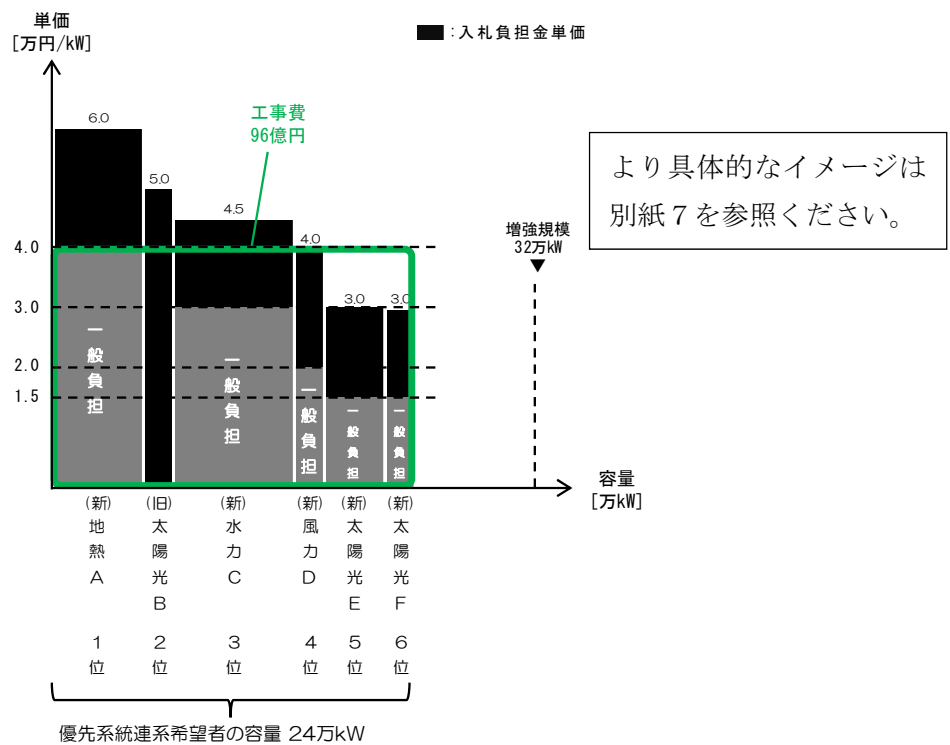 単価
[万円/kW]
■:入札負担金単価
工事費
96億円
6.0
5.0
4.5
4.0
3.0
3.0
より具体的なイメージは
別紙７を参照ください。
増強規模
32万kW
4.0
3.0
2.0
1.5
一般負担
一般負担
一般負担
一般負担
一般負担
容量
[万kW]
(新)地熱A
(旧)太陽光B
(新)水力C
(新)風力D
(新)太陽光E
(新)太陽光F
1位
2位
3位
4位
5位
6位
優先系統連系希望者の容量 24万kW